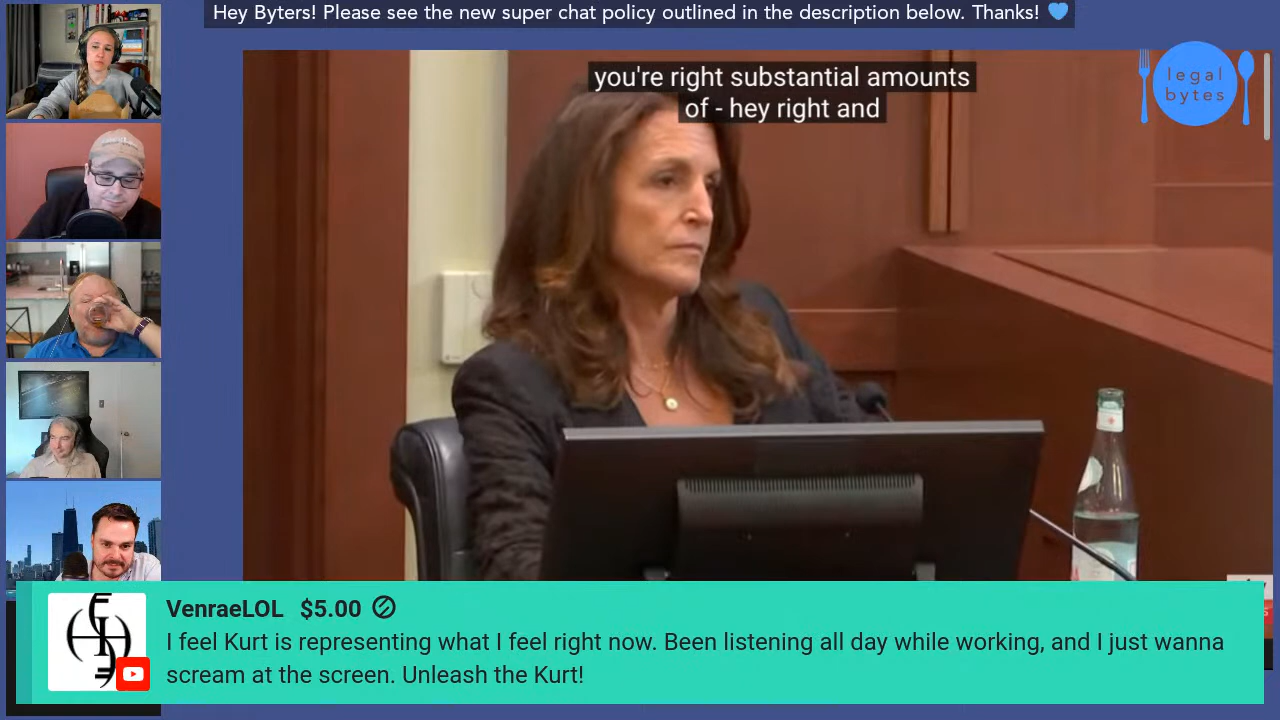 Hey Byters! Please see the new super chat policy outlined in the description below. Thanks! 💙
legal
bytes
you're right substantial amounts
of - hey right and
VenraeLOL $5.00
I feel Kurt is representing what I feel right now. Been listening all day while working, and I just wanna
scream at the screen. Unleash the Kurt!